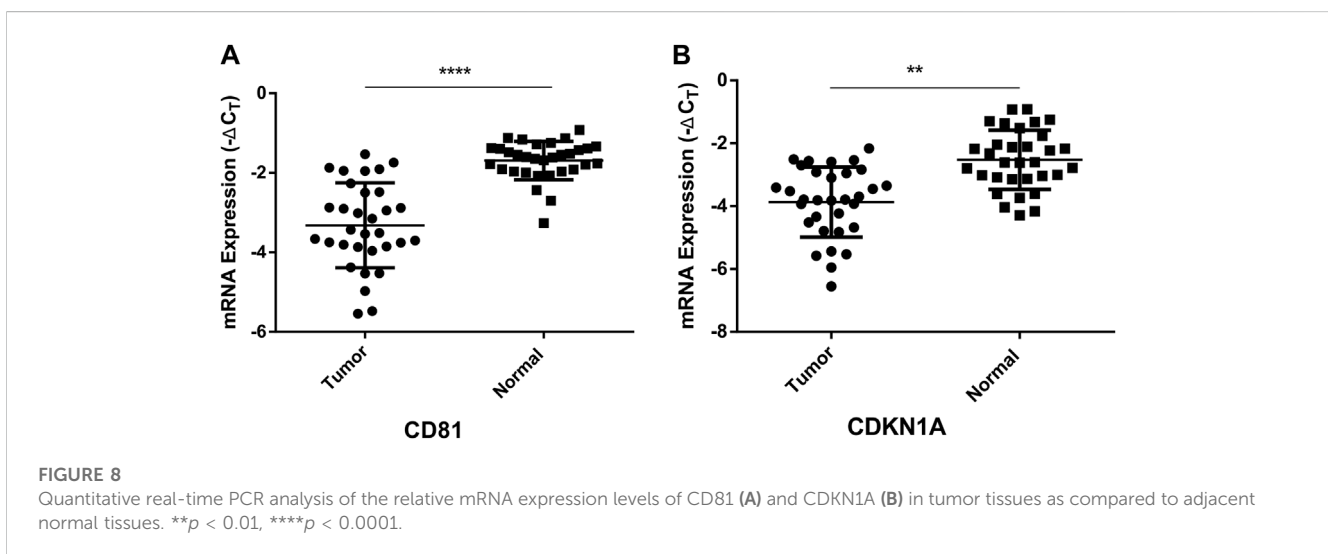 A
mRNA Expression (-ΔCT)
0
-2
-4
-6
****
Tumor
Normal
CD81
B
mRNA Expression (-ΔCT)
0
-2
-4
-6
-8
**
Tumor
Normal
CDKN1A
FIGURE 8
Quantitative real-time PCR analysis of the relative mRNA expression levels of CD81 (A) and CDKN1A (B) in tumor tissues as compared to adjacent
normal tissues. **p < 0.01, ****p < 0.0001.